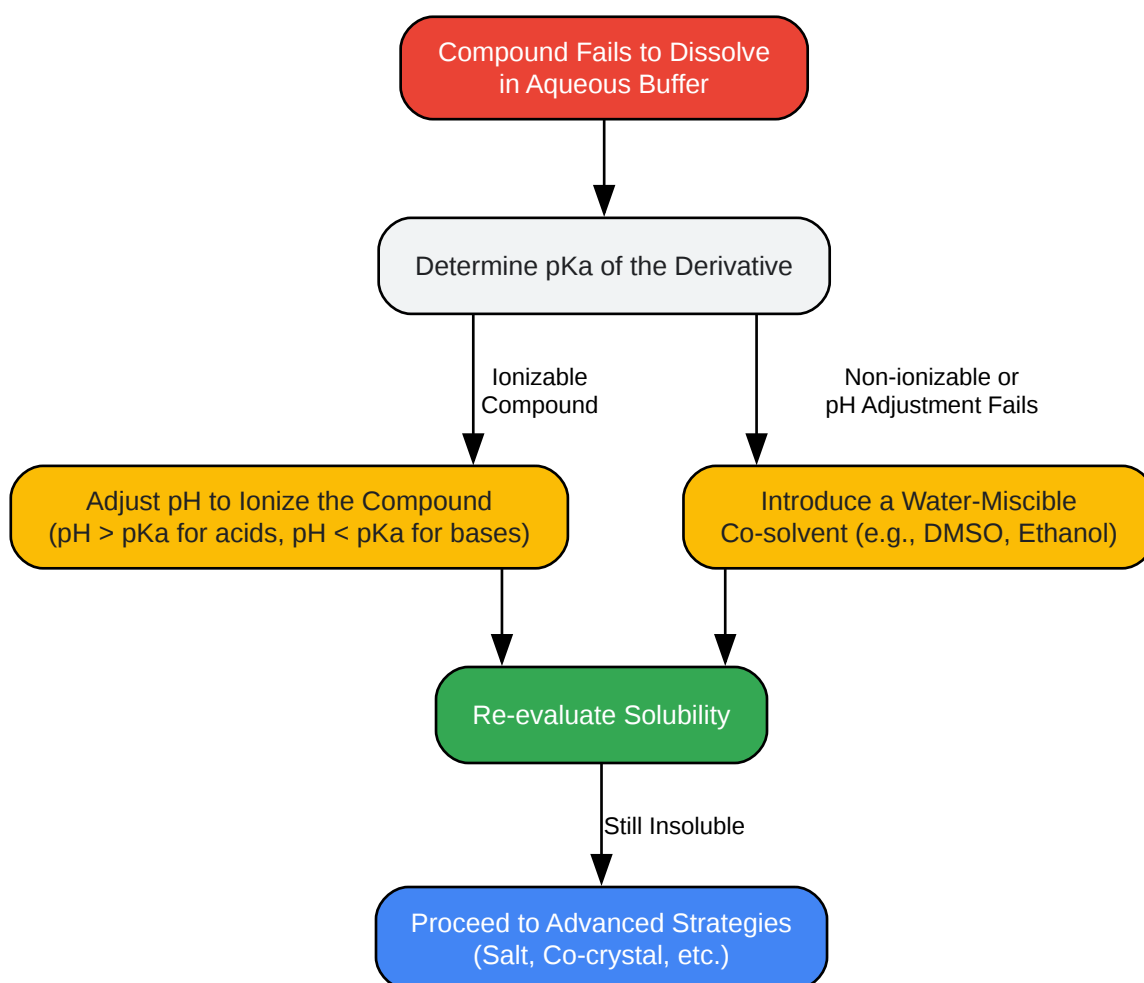 Compound Fails to Dissolve
in Aqueous Buffer
Determine pKa of the Derivative
Ionizable
Compound
Non-ionizable or
pH Adjustment Fails
Adjust pH to Ionize the Compound
(pH > pKa for acids, pH < pKa for bases)
Introduce a Water-Miscible
Co-solvent (e.g., DMSO, Ethanol)
Re-evaluate Solubility
Still Insoluble
Proceed to Advanced Strategies
(Salt, Co-crystal, etc.)